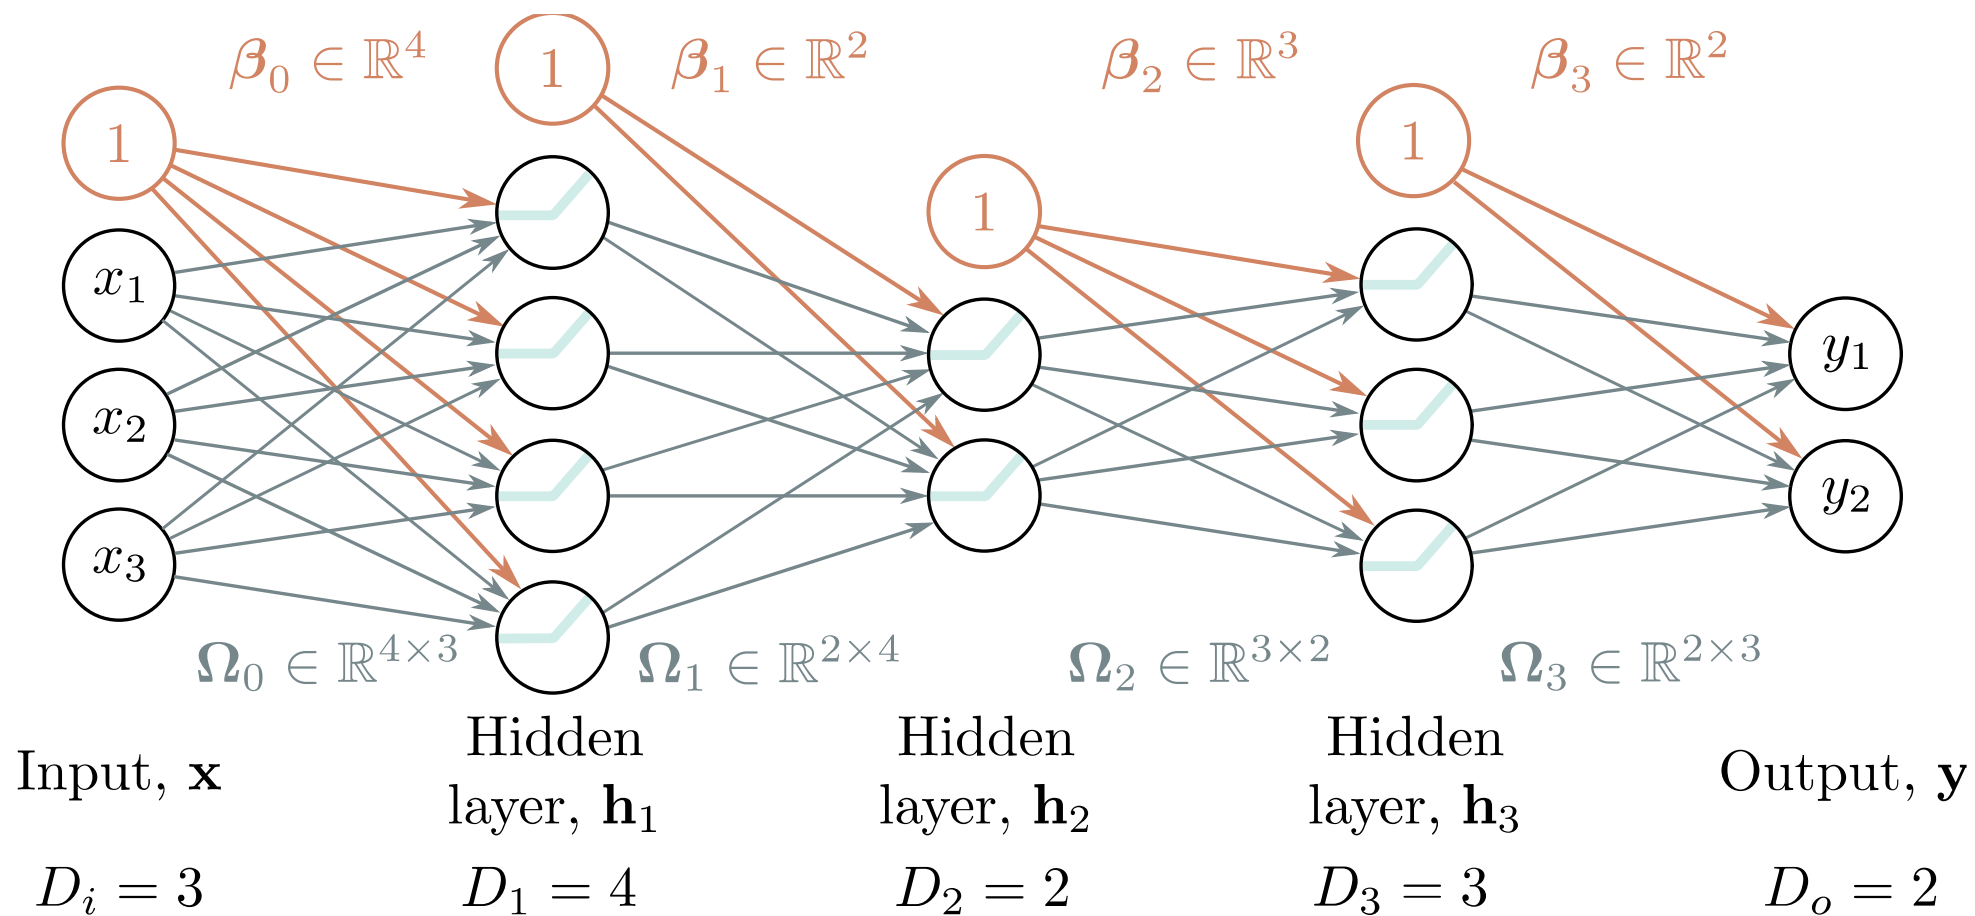 β₀ ∈ ℝ⁴
β₁ ∈ ℝ²
β₂ ∈ ℝ³
β₃ ∈ ℝ²
1
1
1
1
x₁
x₂
x₃
y₁
y₂
Ω₀ ∈ ℝ⁴ˣ³
Ω₁ ∈ ℝ²ˣ⁴
Ω₂ ∈ ℝ³ˣ²
Ω₃ ∈ ℝ²ˣ³
Input, x
Hidden
layer, h₁
Hidden
layer, h₂
Hidden
layer, h₃
Output, y
Dᵢ = 3
D₁ = 4
D₂ = 2
D₃ = 3
Dₒ = 2